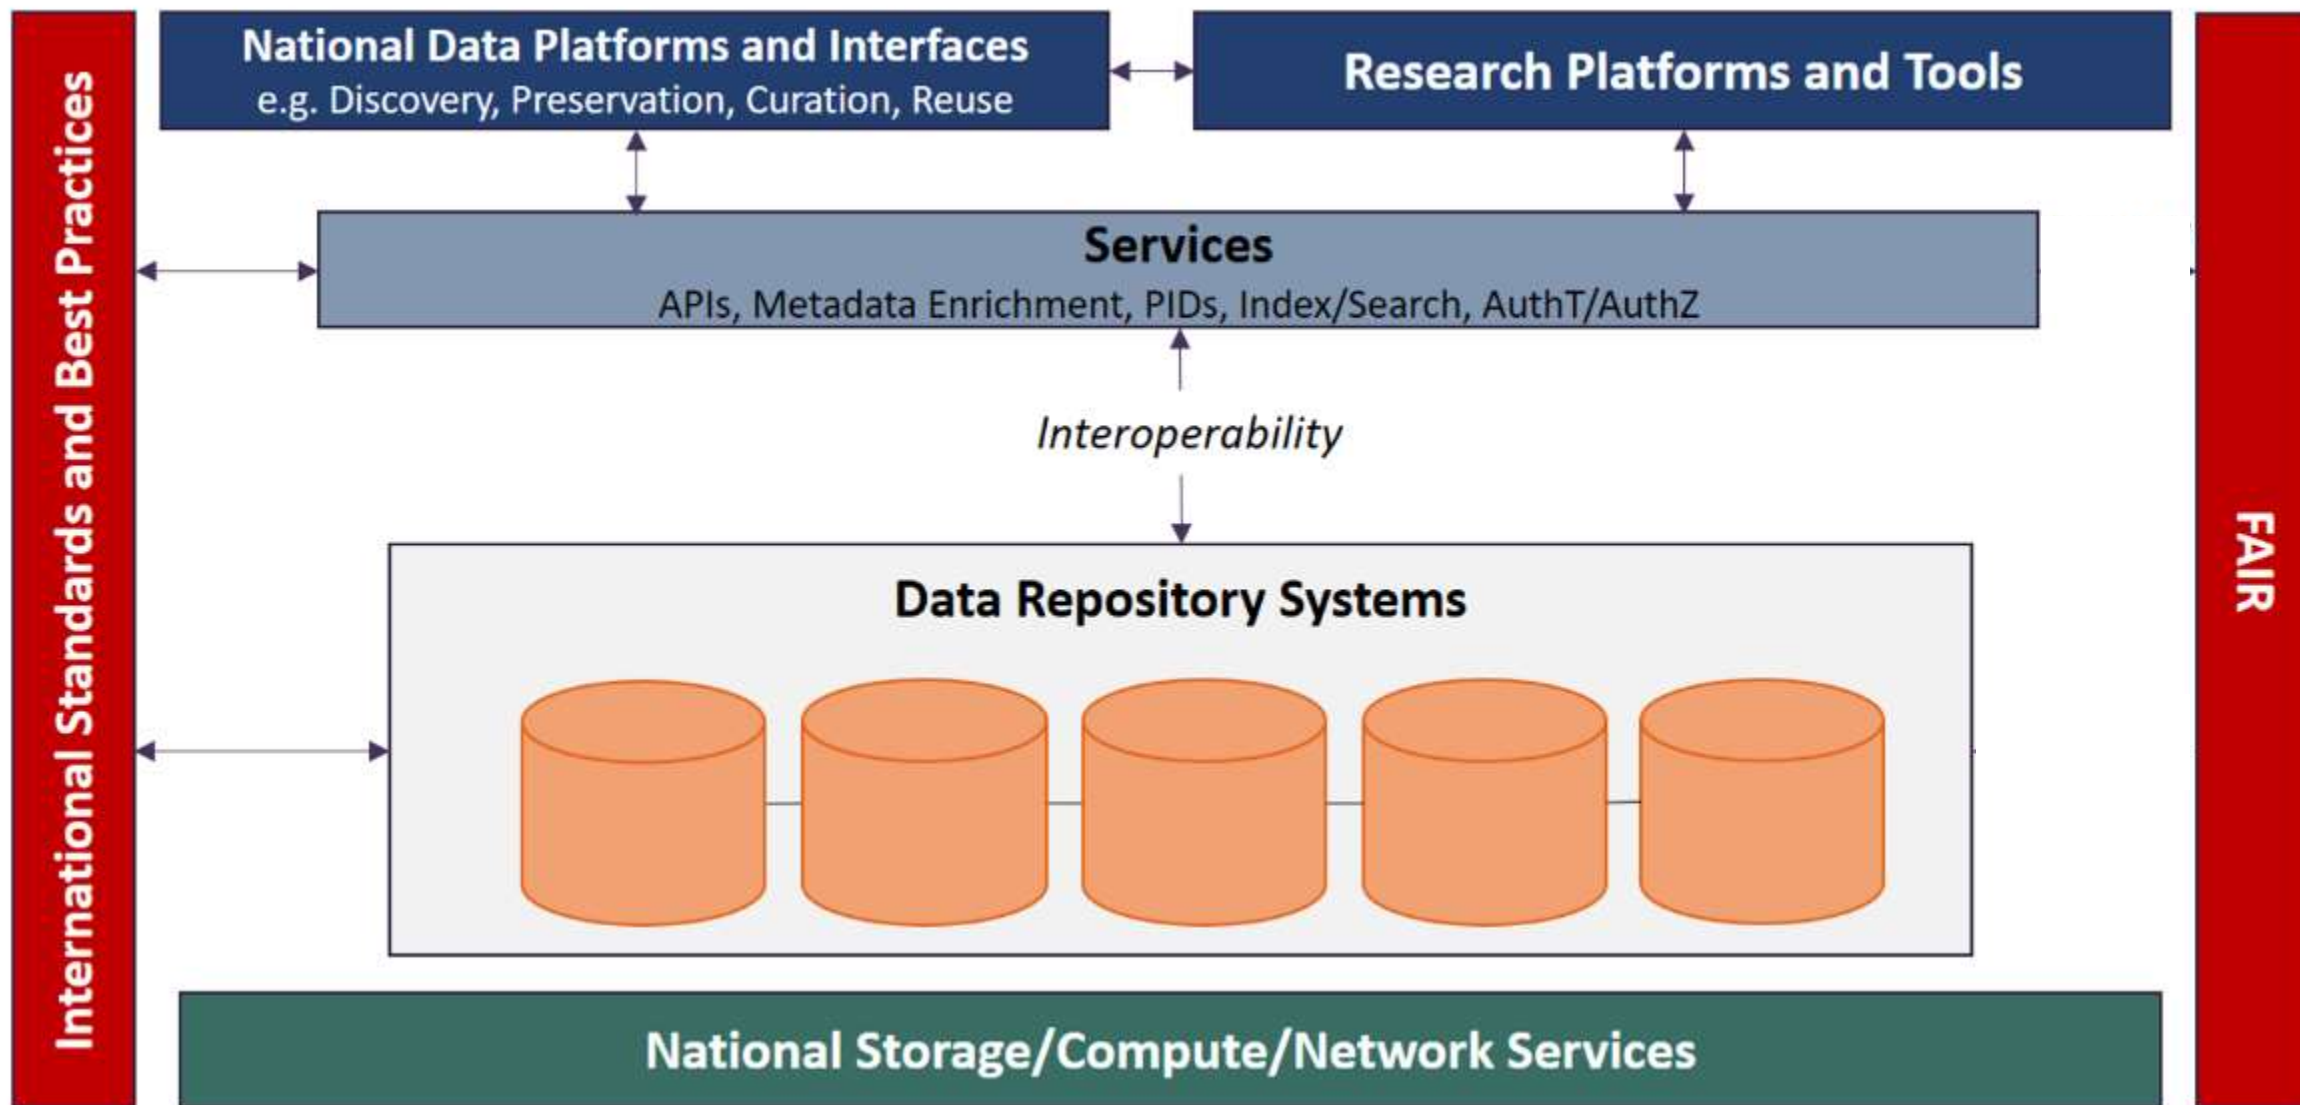 International Standards and Best Practices
National Data Platforms and Interfaces
e.g. Discovery, Preservation, Curation, Reuse
Research Platforms and Tools
Services
APIs, Metadata Enrichment, PIDs, Index/Search, AuthT/AuthZ
Interoperability
Data Repository Systems
National Storage/Compute/Network Services
FAIR